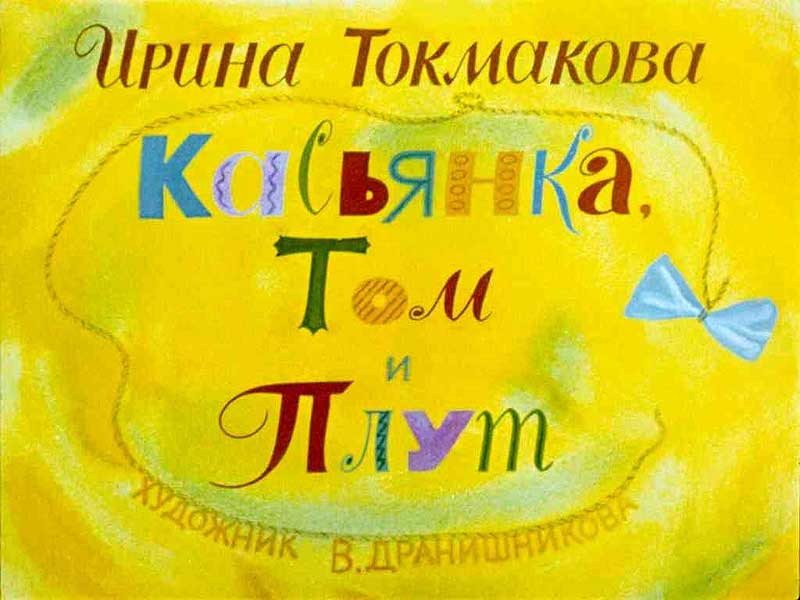 Ирина Токмакова
Касьянка,
Том
и
Плут
ХУДОЖНИК В. ДРАНИШНИКОВА